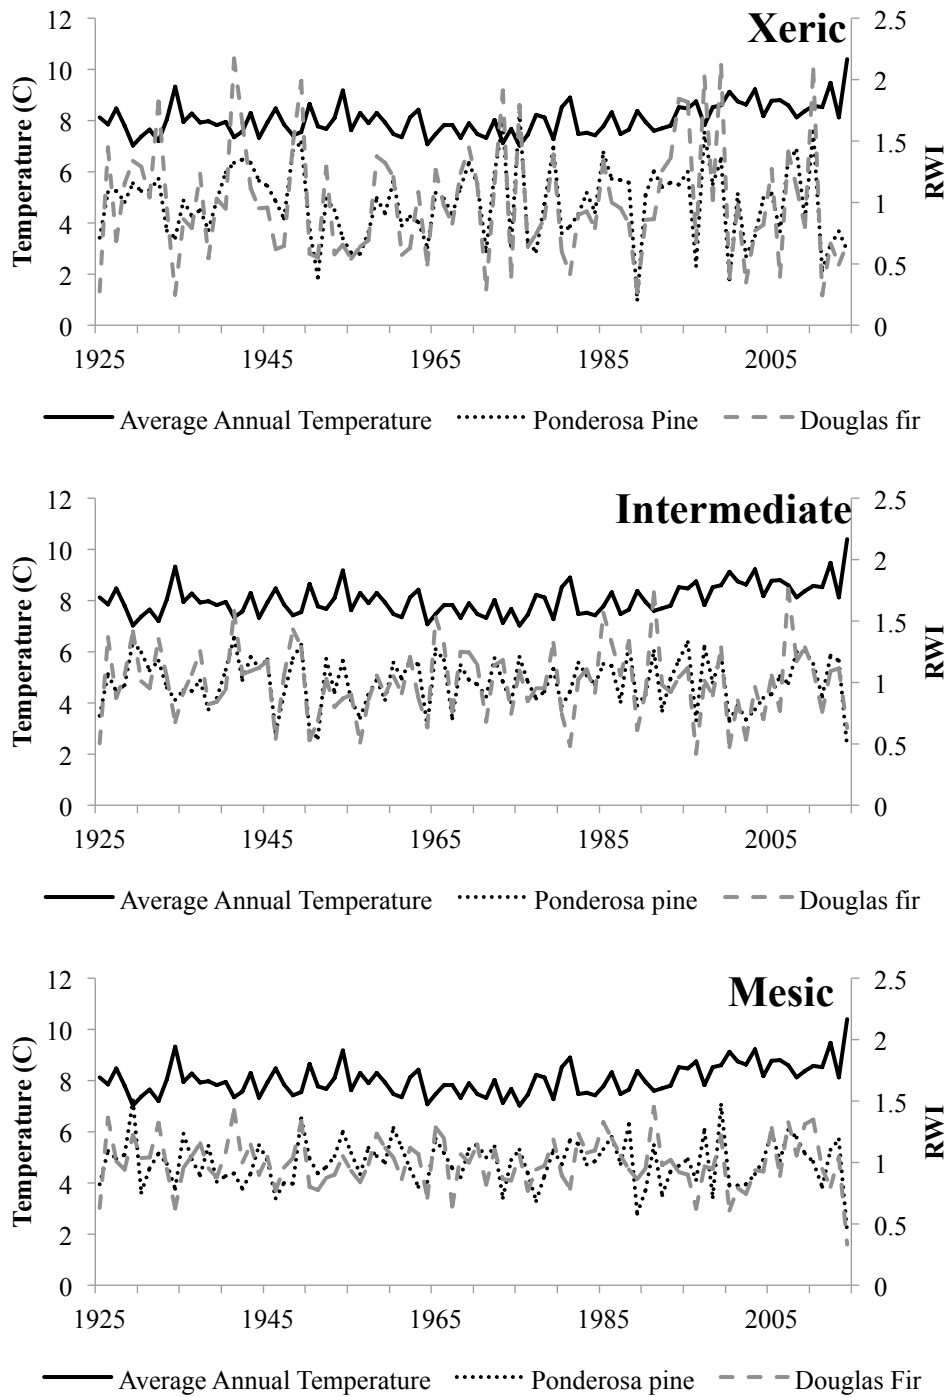 Xeric
Temperature (C)
12
10
8
6
4
2
0
2.5
2
1.5
1
0.5
0
RWI
1925 1945 1965 1985 2005
Average Annual Temperature Ponderosa Pine Douglas fir
Intermediate
Temperature (C)
12
10
8
6
4
2
0
2.5
2
1.5
1
0.5
0
RWI
1925 1945 1965 1985 2005
Average Annual Temperature Ponderosa pine Douglas fir
Mesic
Temperature (C)
12
10
8
6
4
2
0
2.5
2
1.5
1
0.5
0
RWI
1925 1945 1965 1985 2005
Average Annual Temperature Ponderosa pine Douglas Fir